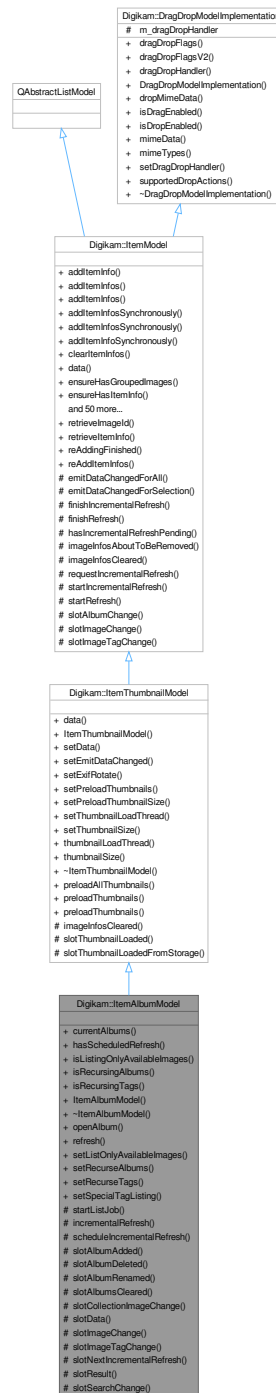 Digikam::DragDropModelImplementation
# m_dragDropHandler
+ dragDropFlags()
+ dragDropFlagsV2()
+ dragDropHandler()
+ DragDropModelImplementation()
+ dropMimeData()
+ isDragEnabled()
+ isDropEnabled()
+ mimeData()
+ mimeTypes()
+ setDragDropHandler()
+ supportedDropActions()
+ ~DragDropModelImplementation()
QAbstractListModel
Digikam::ItemModel
+ addItemInfo()
+ addItemInfos()
+ addItemInfos()
+ addItemInfosSynchronously()
+ addItemInfosSynchronously()
+ addItemInfoSynchronously()
+ clearItemInfos()
+ data()
+ ensureHasGroupedImages()
+ ensureHasItemInfo()
and 50 more...
+ retrieveImageId()
+ retrieveItemInfo()
+ reAddingFinished()
+ reAddItemInfos()
# emitDataChangedForAll()
# emitDataChangedForSelection()
# finishIncrementalRefresh()
# finishRefresh()
# hasIncrementalRefreshPending()
# imageInfosAboutToBeRemoved()
# imageInfosCleared()
# requestIncrementalRefresh()
# startIncrementalRefresh()
# startRefresh()
# slotAlbumChange()
# slotImageChange()
# slotImageTagChange()
Digikam::ItemThumbnailModel
+ data()
+ ItemThumbnailModel()
+ setData()
+ setEmitDataChanged()
+ setExifRotate()
+ setPreloadThumbnails()
+ setPreloadThumbnailSize()
+ setThumbnailLoadThread()
+ setThumbnailSize()
+ thumbnailLoadThread()
+ thumbnailSize()
+ ~ItemThumbnailModel()
+ preloadAllThumbnails()
+ preloadThumbnails()
+ preloadThumbnails()
# imageInfosCleared()
# slotThumbnailLoaded()
# slotThumbnailLoadedFromStorage()
Digikam::ItemAlbumModel
+ currentAlbums()
+ hasScheduledRefresh()
+ isListingOnlyAvailableImages()
+ isRecursingAlbums()
+ isRecursingTags()
+ ItemAlbumModel()
+ ~ItemAlbumModel()
+ openAlbum()
+ refresh()
+ setListOnlyAvailableImages()
+ setRecurseAlbums()
+ setRecurseTags()
+ setSpecialTagListing()
# startListJob()
# incrementalRefresh()
# scheduleIncrementalRefresh()
# slotAlbumAdded()
# slotAlbumDeleted()
# slotAlbumRenamed()
# slotAlbumsCleared()
# slotCollectionImageChange()
# slotData()
# slotImageChange()
# slotImageTagChange()
# slotNextIncrementalRefresh()
# slotResult()
# slotSearchChange()